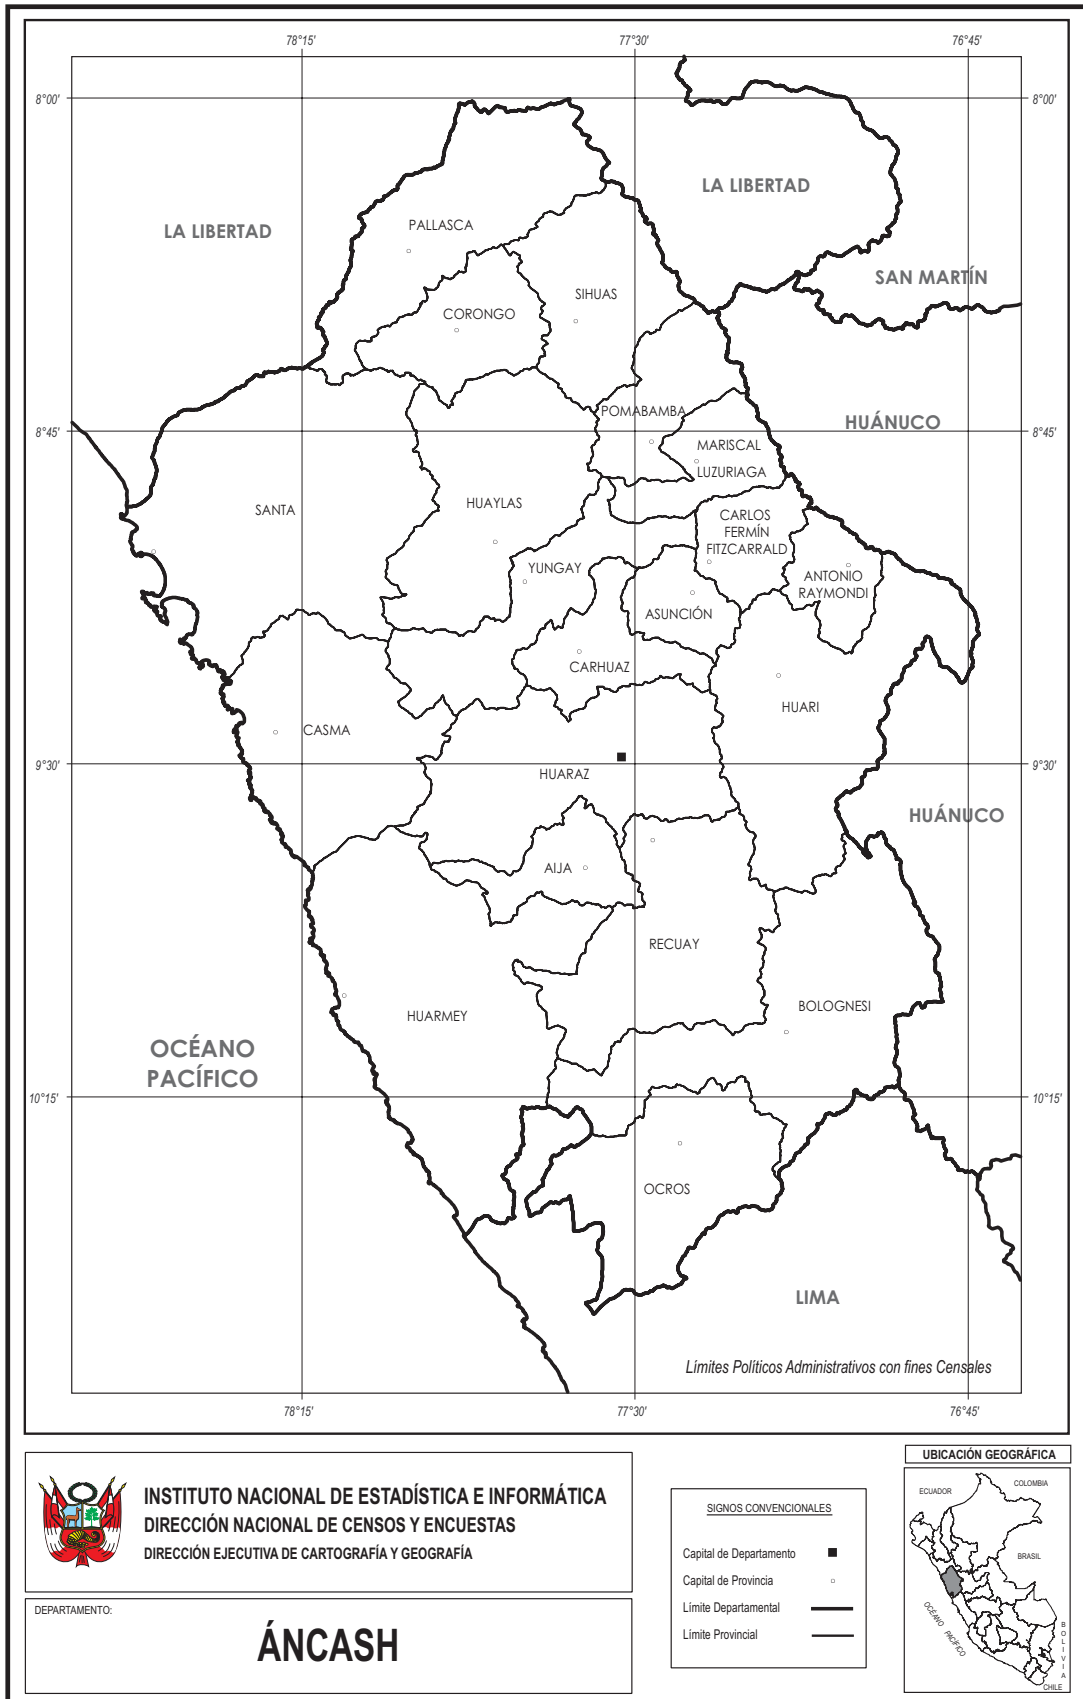 78°15'
77°30'
76°45'
8°00'
8°00'
LA LIBERTAD
LA LIBERTAD
PALLASCA
SAN MARTÍN
SIHUAS
CORONGO
POMABAMBA
HUÁNUCO
8°45'
8°45'
MARISCAL
LUZURIAGA
SANTA
HUAYLAS
CARLOS
FERMÍN
FITZCARRALD
YUNGAY
ANTONIO
RAYMONDI
ASUNCIÓN
CARHUAZ
HUARI
CASMA
9°30'
9°30'
HUARAZ
HUÁNUCO
AIJA
RECUAY
BOLOGNESI
HUARMEY
OCÉANO
PACÍFICO
10°15'
10°15'
OCROS
LIMA
Límites Políticos Administrativos con fines Censales
78°15'
77°30'
76°45'
INSTITUTO NACIONAL DE ESTADÍSTICA E INFORMÁTICA
DIRECCIÓN NACIONAL DE CENSOS Y ENCUESTAS
DIRECCIÓN EJECUTIVA DE CARTOGRAFÍA Y GEOGRAFÍA
DEPARTAMENTO:
ÁNCASH
SIGNOS CONVENCIONALES
Capital de Departamento
Capital de Provincia
Límite Departamental
Límite Provincial
UBICACIÓN GEOGRÁFICA
COLOMBIA
ECUADOR
BRASIL
OCÉANO PACÍFICO
BOLIVIA
CHILE